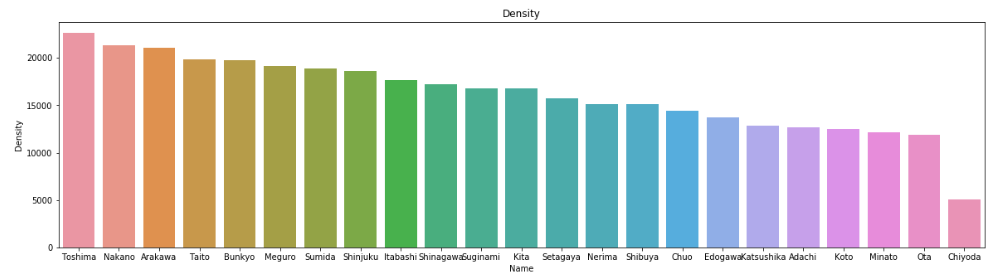 Density
20000
15000
10000
5000
0
Density
Toshima Nakano Arakawa Taito Bunkyo Meguro Sumida Shinjuku Itabashi Shinagawa Suginami Kita Setagaya Nerima Shibuya Chuo Edogawa Katsushika Adachi Koto Minato Ota Chiyoda
Name